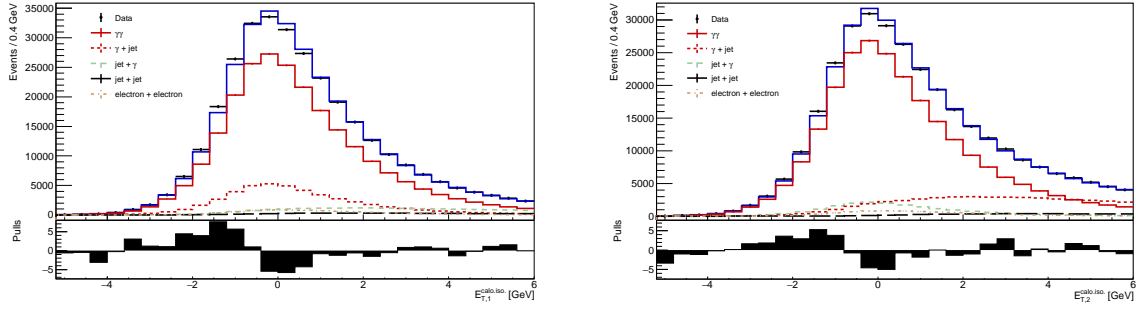 Events / 0.4 GeV
35000
30000
25000
20000
15000
10000
5000
0
Data
γγ
γ + jet
jet + γ
jet + jet
electron + electron
Pulls
5
0
−5
−4 −2 0 2 4 6
E_{T,1}^{calo.iso.} [GeV]
Events / 0.4 GeV
30000
25000
20000
15000
10000
5000
0
Data
γγ
γ + jet
jet + γ
jet + jet
electron + electron
Pulls
5
0
−5
−4 −2 0 2 4 6
E_{T,2}^{calo.iso.} [GeV]